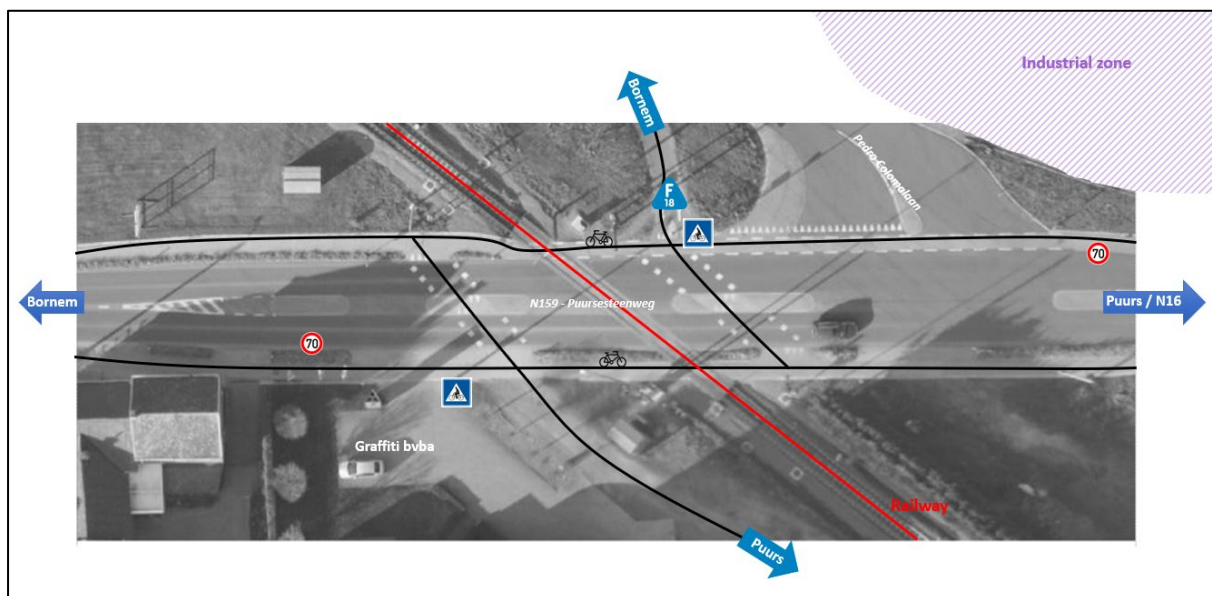 Industrial zone
Bornem
Pedro Colomalaan
F
18
70
Bornem
N159 - Puursesteenweg
Puurs / N16
70
Graffiti bvba
Railway
Puurs